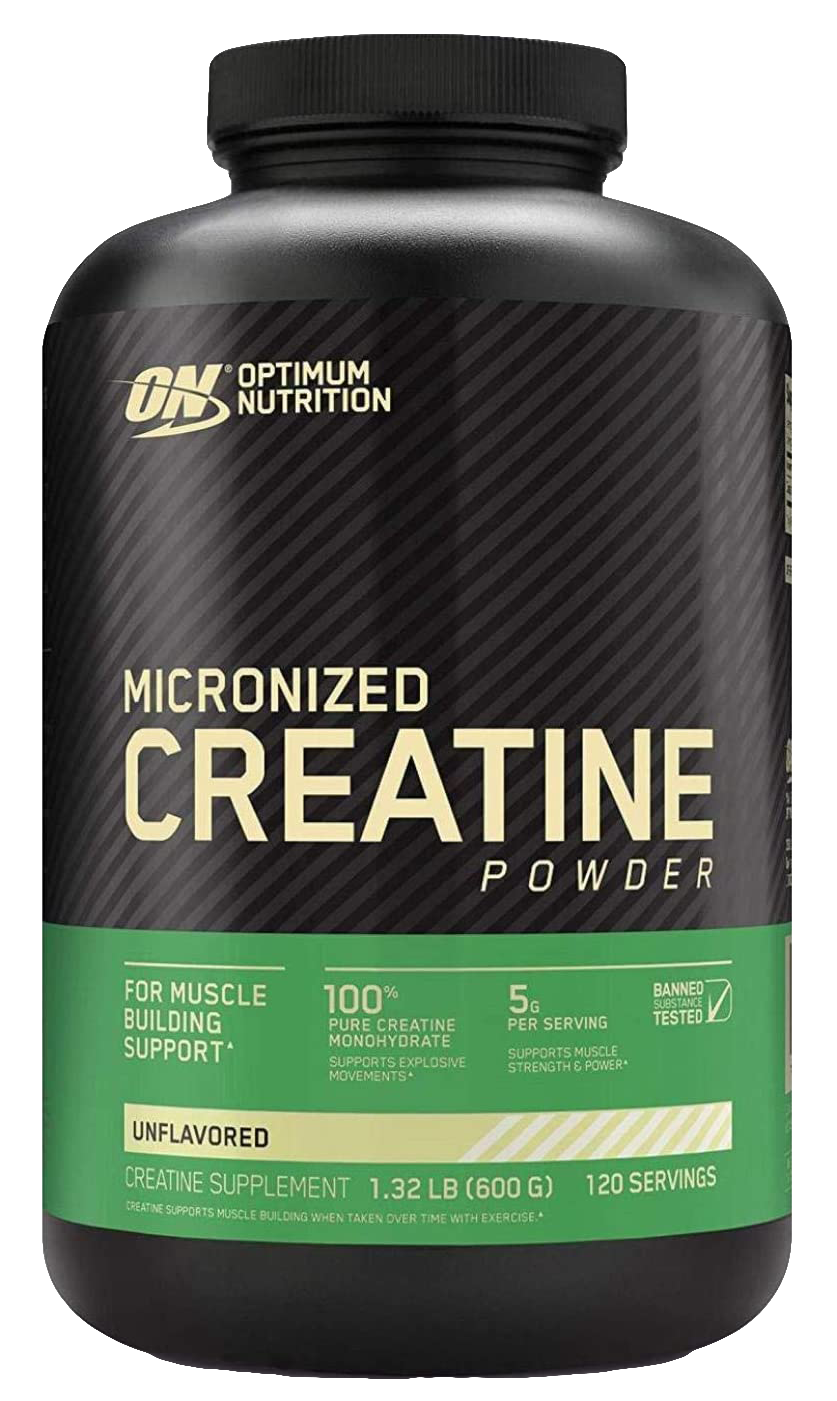 ON® OPTIMUM
NUTRITION
MICRONIZED
CREATINE
POWDER
FOR MUSCLE
BUILDING
SUPPORT▲
100%
PURE CREATINE
MONOHYDRATE
SUPPORTS EXPLOSIVE
MOVEMENTS▲
5G
PER SERVING
SUPPORTS MUSCLE
STRENGTH & POWER▲
BANNED
SUBSTANCE
TESTED
UNFLAVORED
CREATINE SUPPLEMENT 1.32 LB (600 G) 120 SERVINGS
CREATINE SUPPORTS MUSCLE BUILDING WHEN TAKEN OVER TIME WITH EXERCISE.▲